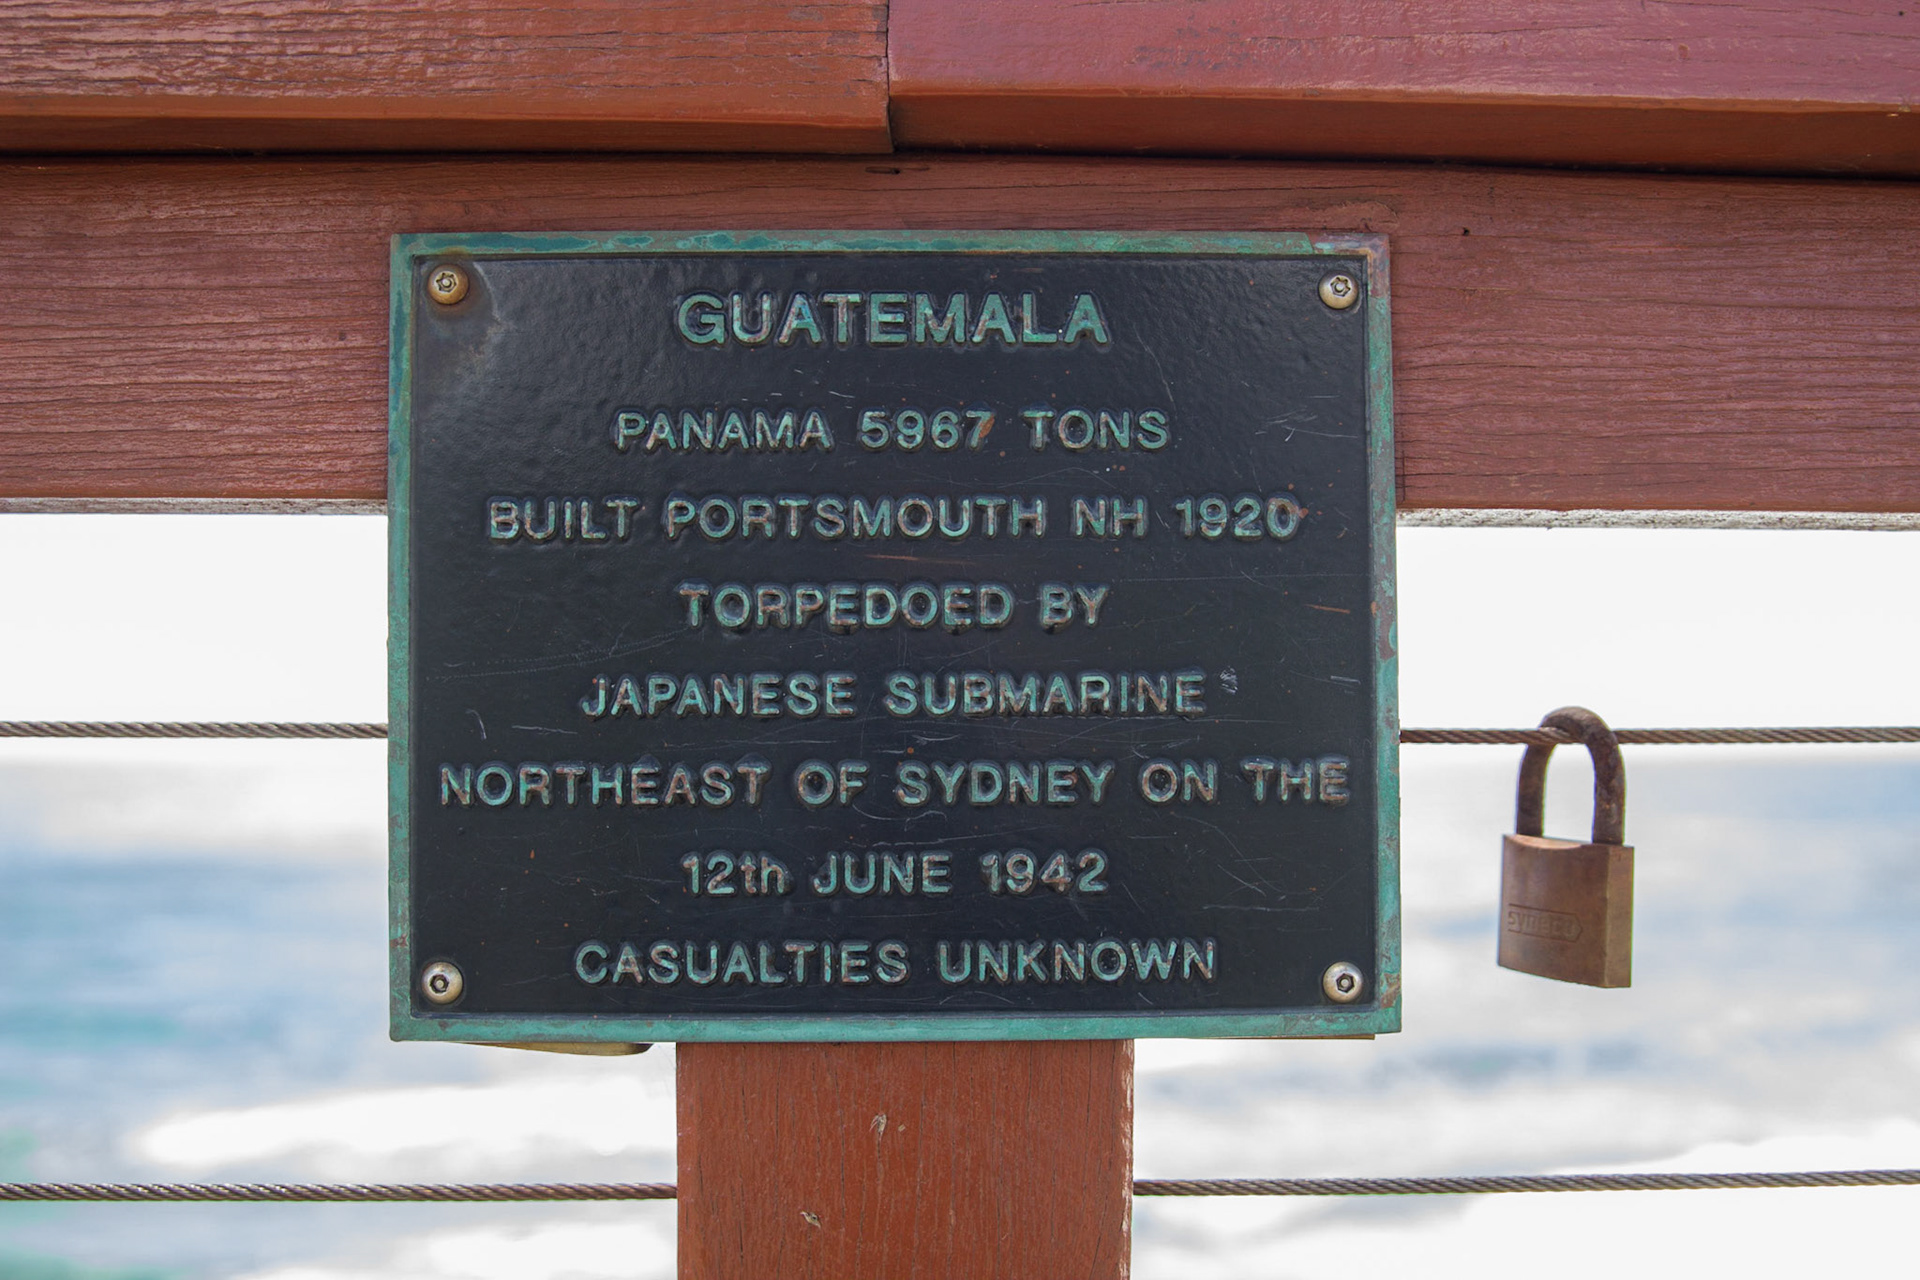 GUATEMALA
PANAMA 5967 TONS
BUILT PORTSMOUTH NH 1920
TORPEDOED BY
JAPANESE SUBMARINE
NORTHEAST OF SYDNEY ON THE
12th JUNE 1942
CASUALTIES UNKNOWN